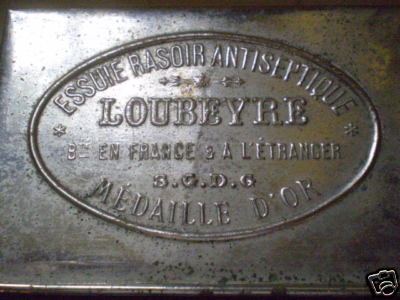 ESSUIE RASOIR ANTISEPTIQUE
LOUBEYRE
Bté EN FRANCE & A L'ÉTRANGER
S.G.D.G
MÉDAILLE D'OR